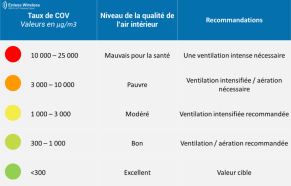 Enless Wireless
Taux de COV
Valeurs en µg/m3
Niveau de la qualité de
l'air intérieur
Recommandations
10 000 – 25 000
Mauvais pour la santé
Une ventilation intense nécessaire
3 000 – 10 000
Pauvre
Ventilation intensifiée / aération
nécessaire
1 000 – 3 000
Modéré
Ventilation intensifiée recommandée
300 – 1 000
Bon
Ventilation / aération recommandée
<300
Excellent
Valeur cible